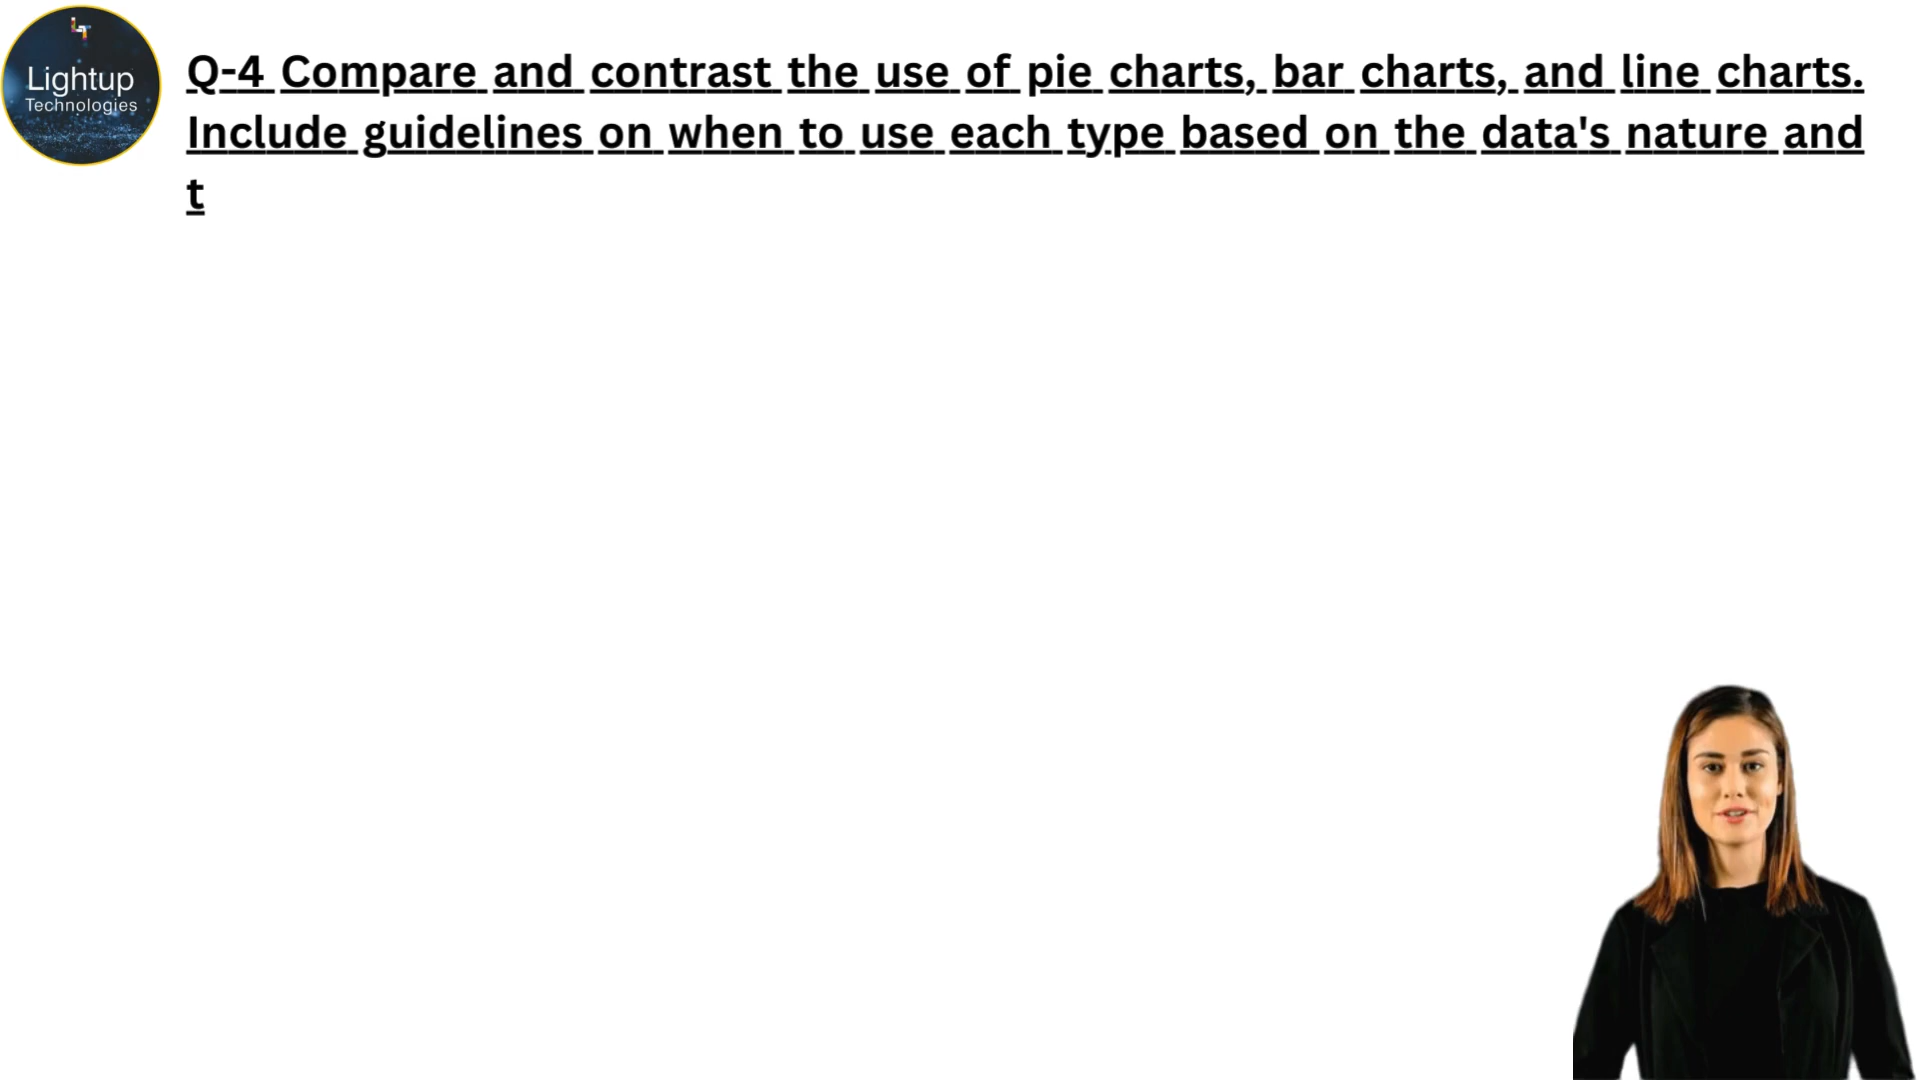 Lightup
Technologies
Q-4 Compare and contrast the use of pie charts, bar charts, and line charts.
Include guidelines on when to use each type based on the data's nature and
t